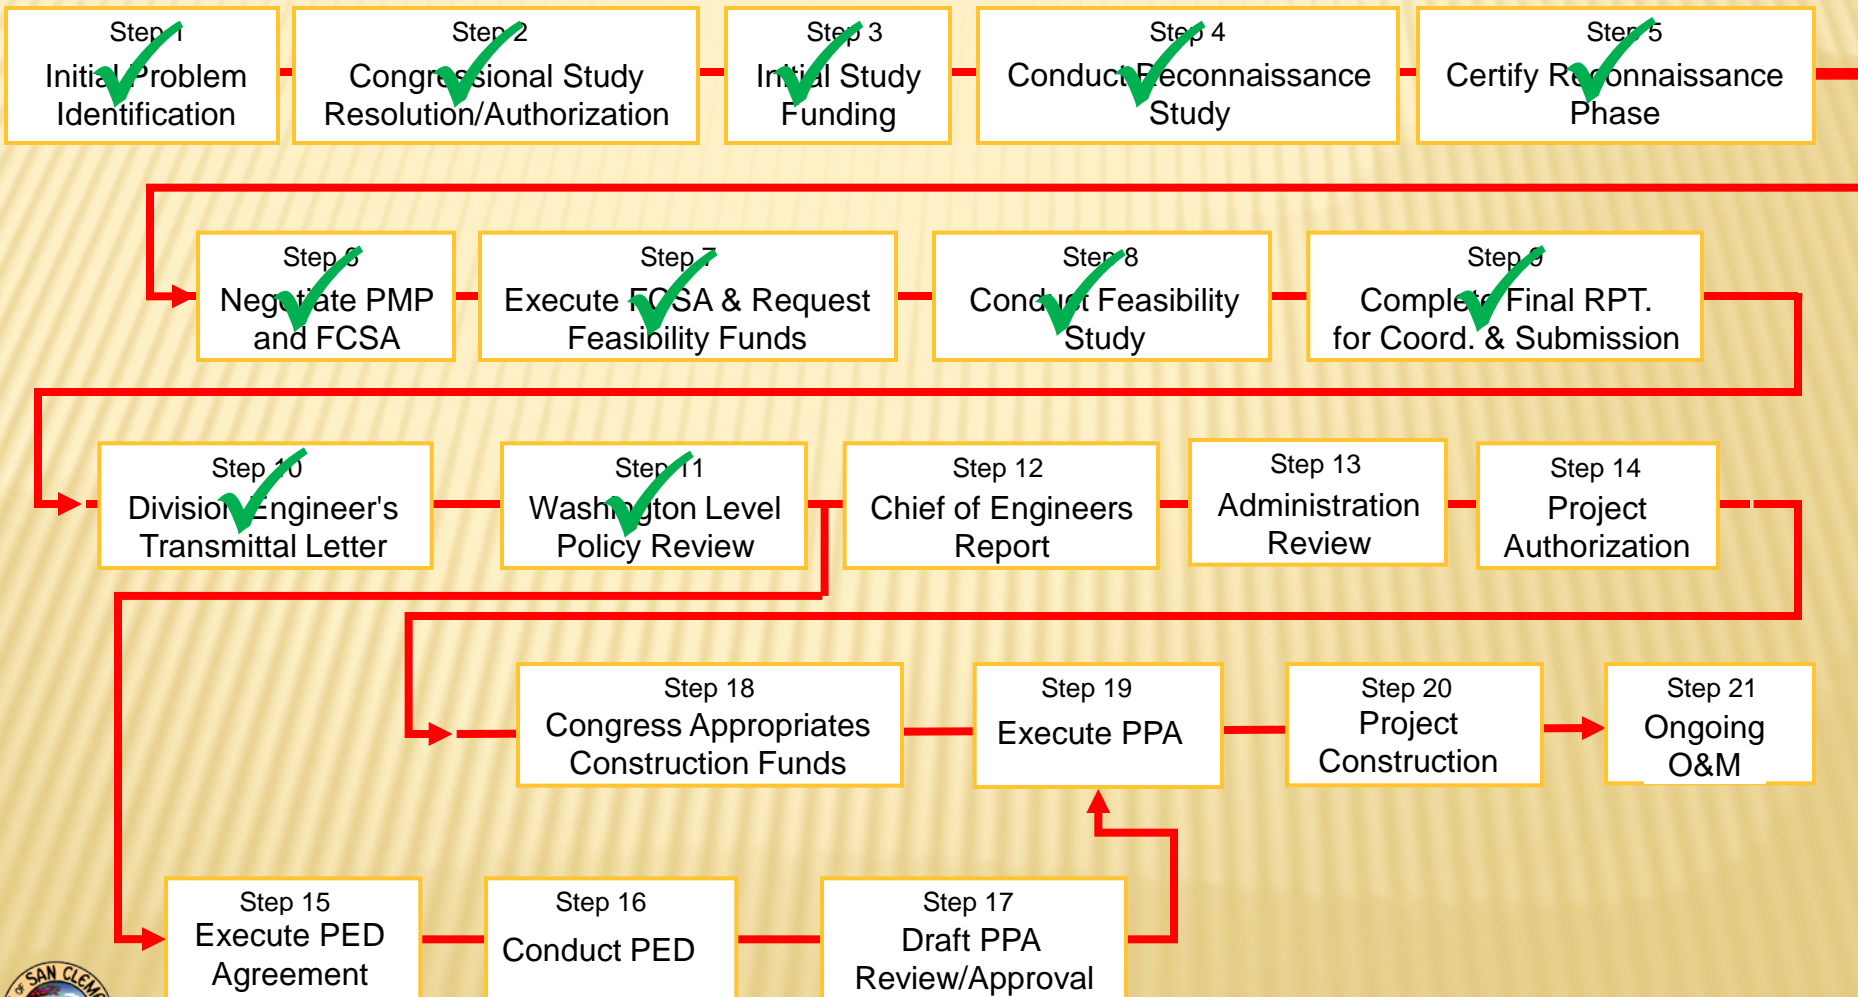 Step 1
Initial Problem
Identification
Step 2
Congressional Study
Resolution/Authorization
Step 3
Initial Study
Funding
Step 4
Conduct Reconnaissance
Study
Step 5
Certify Reconnaissance
Phase
Step 6
Negotiate PMP
and FCSA
Step 7
Execute FCSA & Request
Feasibility Funds
Step 8
Conduct Feasibility
Study
Step 9
Complete Final RPT.
for Coord. & Submission
Step 10
Division Engineer's
Transmittal Letter
Step 11
Washington Level
Policy Review
Step 12
Chief of Engineers
Report
Step 13
Administration
Review
Step 14
Project
Authorization
Step 18
Congress Appropriates
Construction Funds
Step 19
Execute PPA
Step 20
Project
Construction
Step 21
Ongoing
O&M
Step 15
Execute PED
Agreement
Step 16
Conduct PED
Step 17
Draft PPA
Review/Approval
OF SAN CLEME